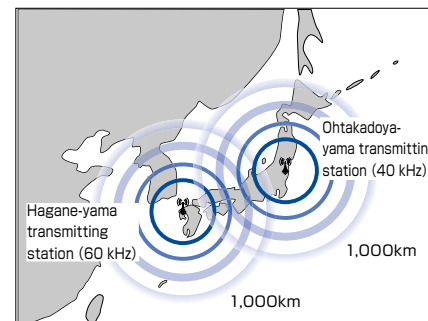 Ohtakadoya-
yama transmittin
station (40 kHz)
Hagane-yama
transmitting
station (60 kHz)
1,000km
1,000km